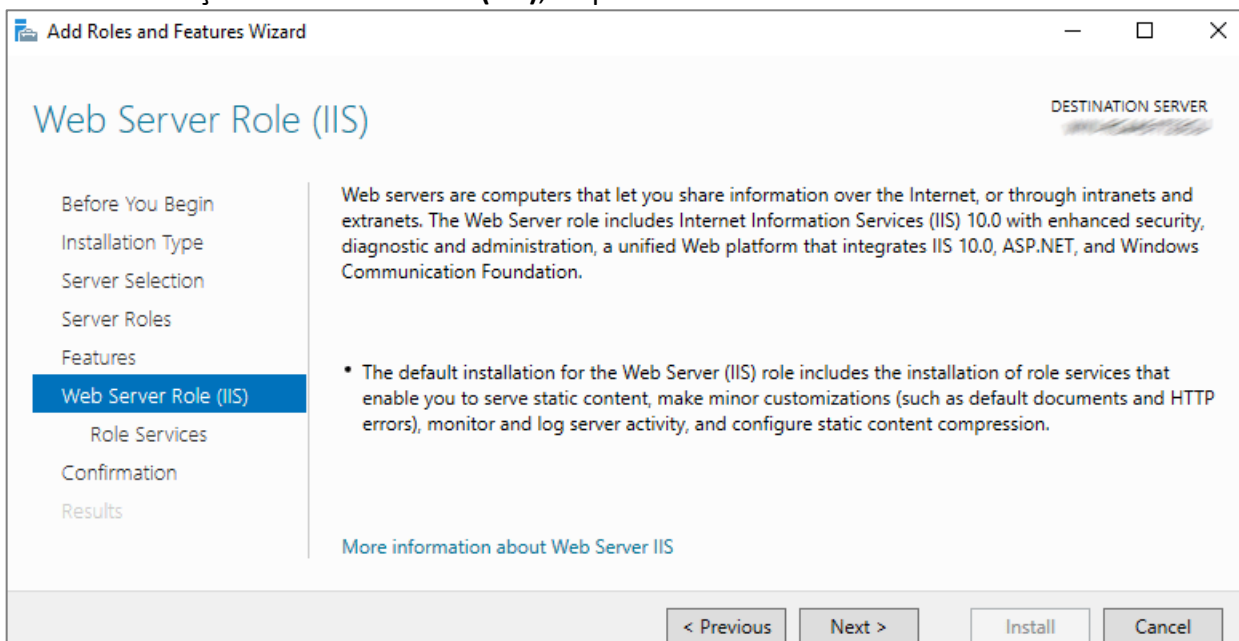 (IIS),
Add Roles and Features Wizard
Web Server Role (IIS)
DESTINATION SERVER
Before You Begin
Installation Type
Server Selection
Server Roles
Features
Web Server Role (IIS)
Role Services
Confirmation
Results
Web servers are computers that let you share information over the Internet, or through intranets and
extranets. The Web Server role includes Internet Information Services (IIS) 10.0 with enhanced security,
diagnostic and administration, a unified Web platform that integrates IIS 10.0, ASP.NET, and Windows
Communication Foundation.
• The default installation for the Web Server (IIS) role includes the installation of role services that
enable you to serve static content, make minor customizations (such as default documents and HTTP
errors), monitor and log server activity, and configure static content compression.
More information about Web Server IIS
< Previous
Next >
Install
Cancel